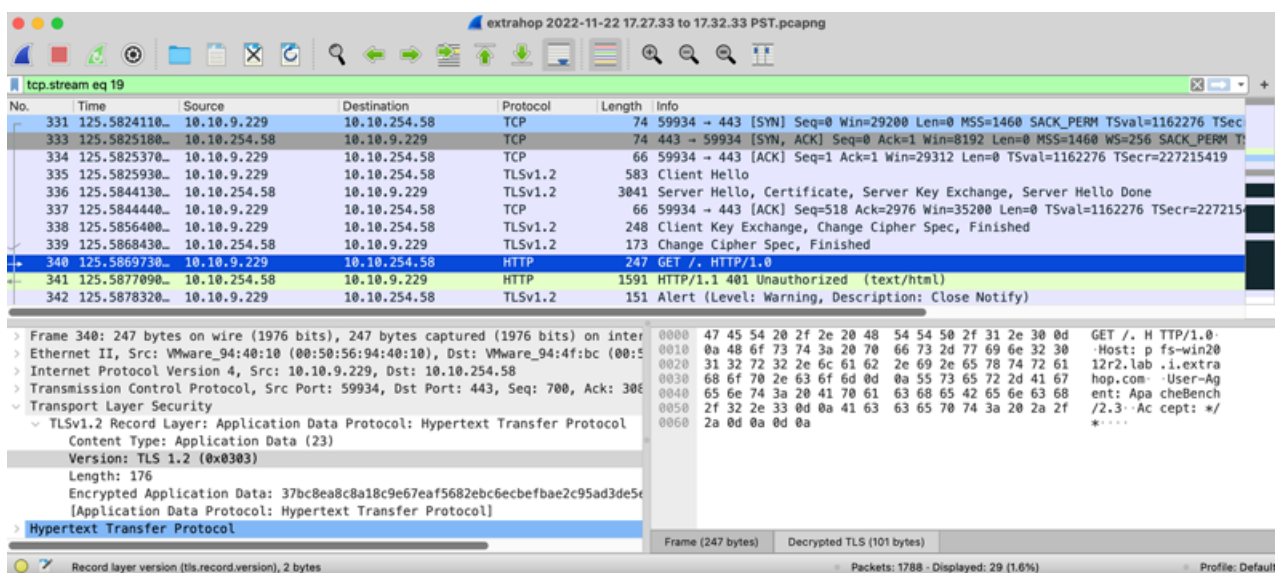 extrahop 2022-11-22 17.27.33 to 17.32.33 PST.pcapng
tcp.stream eq 19
No. Time Source Destination Protocol Length Info
331 125.5824110… 10.10.9.229 10.10.254.58 TCP 74 59934 → 443 [SYN] Seq=0 Win=29200 Len=0 MSS=1460 SACK_PERM TSval=1162276 TSec
333 125.5825180… 10.10.254.58 10.10.9.229 TCP 74 443 → 59934 [SYN, ACK] Seq=0 Ack=1 Win=8192 Len=0 MSS=1460 WS=256 SACK_PERM T
334 125.5825370… 10.10.9.229 10.10.254.58 TCP 66 59934 → 443 [ACK] Seq=1 Ack=1 Win=29312 Len=0 TSval=1162276 TSecr=227215419
335 125.5825930… 10.10.9.229 10.10.254.58 TLSv1.2 583 Client Hello
336 125.5844130… 10.10.254.58 10.10.9.229 TLSv1.2 3041 Server Hello, Certificate, Server Key Exchange, Server Hello Done
337 125.5844440… 10.10.9.229 10.10.254.58 TCP 66 59934 → 443 [ACK] Seq=518 Ack=2976 Win=35200 Len=0 TSval=1162276 TSecr=2272154
338 125.5856400… 10.10.9.229 10.10.254.58 TLSv1.2 248 Client Key Exchange, Change Cipher Spec, Finished
339 125.5868430… 10.10.254.58 10.10.9.229 TLSv1.2 173 Change Cipher Spec, Finished
340 125.5869730… 10.10.9.229 10.10.254.58 HTTP 247 GET /. HTTP/1.0
341 125.5877090… 10.10.254.58 10.10.9.229 HTTP 1591 HTTP/1.1 401 Unauthorized (text/html)
342 125.5878320… 10.10.9.229 10.10.254.58 TLSv1.2 151 Alert (Level: Warning, Description: Close Notify)
Frame 340: 247 bytes on wire (1976 bits), 247 bytes captured (1976 bits) on inter
Ethernet II, Src: VMware_94:40:10 (00:50:56:94:40:10), Dst: VMware_94:4f:bc (00:5
Internet Protocol Version 4, Src: 10.10.9.229, Dst: 10.10.254.58
Transmission Control Protocol, Src Port: 59934, Dst Port: 443, Seq: 700, Ack: 308
Transport Layer Security
TLSv1.2 Record Layer: Application Data Protocol: Hypertext Transfer Protocol
Content Type: Application Data (23)
Version: TLS 1.2 (0x0303)
Length: 176
Encrypted Application Data: 37bc8ea8c8a18c9e67eaf5682ebc6ecbefbae2c95ad3de5e
[Application Data Protocol: Hypertext Transfer Protocol]
Hypertext Transfer Protocol
0000 47 45 54 20 2f 2e 20 48 54 54 50 2f 31 2e 30 0d GET /. H TTP/1.0·
0010 0a 48 6f 73 74 3a 20 70 66 73 2d 77 69 6e 32 30 ·Host: p fs-win20
0020 31 32 72 32 2e 6c 61 62 2e 69 2e 65 78 74 72 61 12r2.lab .i.extra
0030 68 6f 70 2e 63 6f 6d 0d 0a 55 73 65 72 2d 41 67 hop.com· ·User-Ag
0040 65 6e 74 3a 20 41 70 61 63 68 65 42 65 6e 63 68 ent: Apa cheBench
0050 2f 32 2e 33 0d 0a 41 63 63 65 70 74 3a 20 2a 2f /2.3··Ac cept: */
0060 2a 0d 0a 0d 0a *····
Frame (247 bytes) Decrypted TLS (101 bytes)
Record layer version (tls.record.version), 2 bytes Packets: 1788 · Displayed: 29 (1.6%) Profile: Default